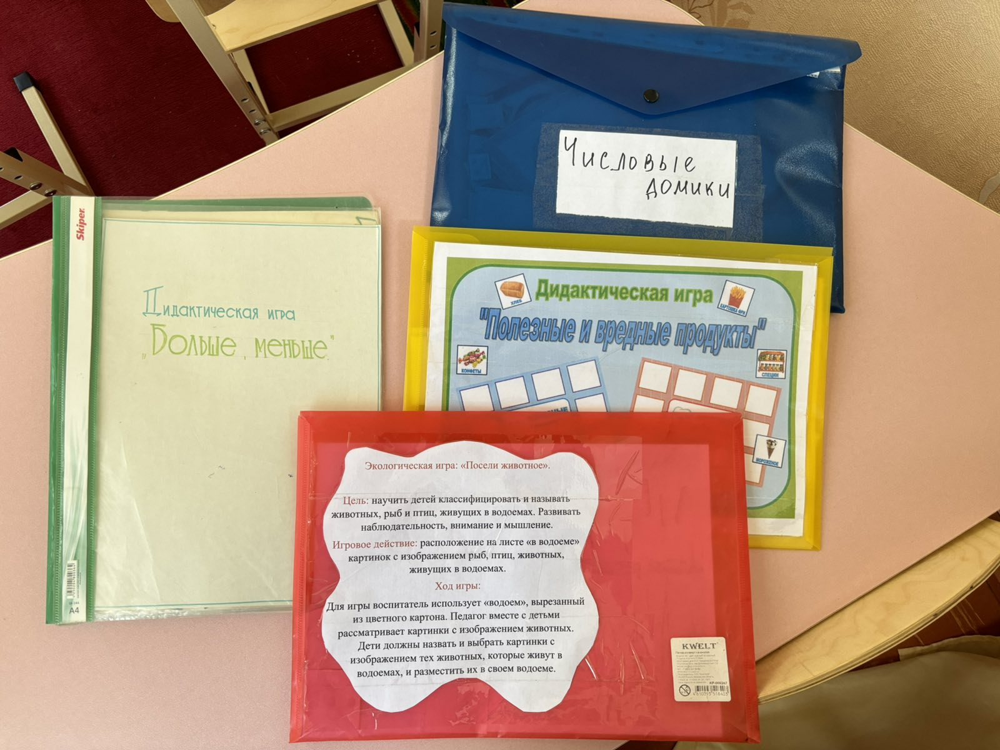 Числовые
домики
Skiper
Дидактическая игра
„Больше, меньше"
A4
Дидактическая игра
"Полезные и вредные продукты"
ХЛЕБ
КАРТОШКА ФРИ
КОНФЕТЫ
СПЕЦИИ
МОРОЖЕНОЕ
Экологическая игра: «Посели животное».
Цель: научить детей классифицировать и называть
животных, рыб и птиц, живущих в водоемах. Развивать
наблюдательность, внимание и мышление.
Игровое действие: расположение на листе «в водоеме»
картинок с изображением рыб, птиц, животных,
живущих в водоемах.
Ход игры:
Для игры воспитатель использует «водоем», вырезанный
из цветного картона. Педагог вместе с детьми
рассматривает картинки с изображением животных.
Дети должны назвать и выбрать картинки с
изображением тех животных, которые живут в
водоемах, и разместить их в своем водоеме.
KWELT
KP-000247
4610093518403